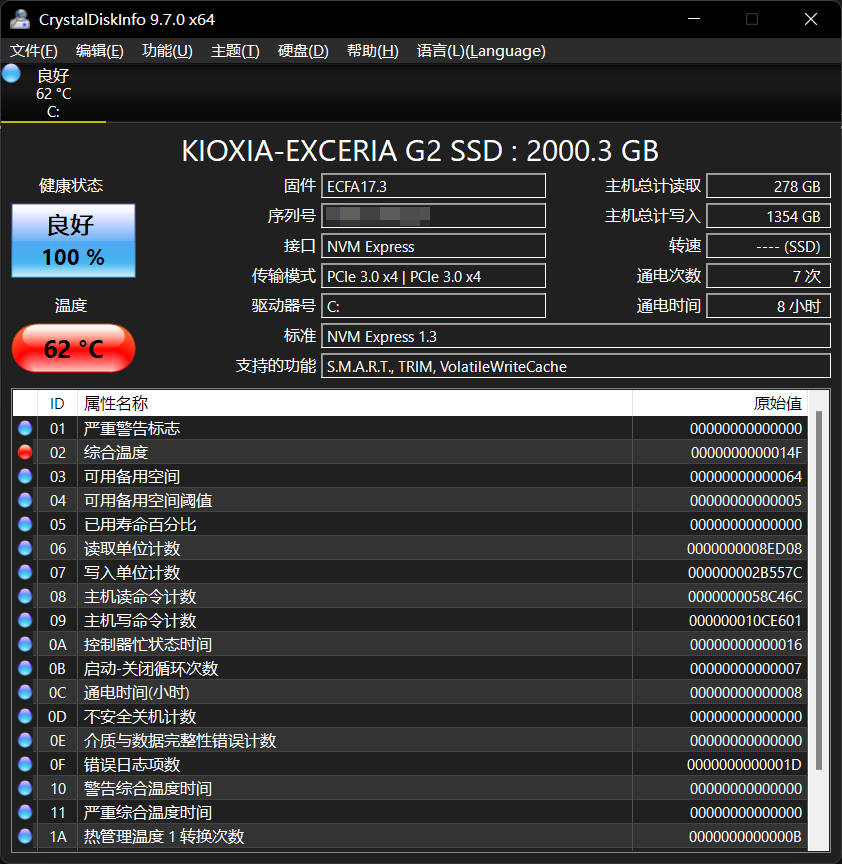 CrystalDiskInfo 9.7.0 x64
文件(F) 编辑(E) 功能(U) 主题(T) 硬盘(D) 帮助(H) 语言(L)(Language)
良好
62 °C
C:
KIOXIA-EXCERIA G2 SSD : 2000.3 GB
健康状态
良好
100 %
温度
62 °C
固件 ECFA17.3 主机总计读取 278 GB
序列号 主机总计写入 1354 GB
接口 NVM Express 转速 ---- (SSD)
传输模式 PCIe 3.0 x4 | PCIe 3.0 x4 通电次数 7 次
驱动器号 C: 通电时间 8 小时
标准 NVM Express 1.3
支持的功能 S.M.A.R.T., TRIM, VolatileWriteCache
ID 属性名称 原始值
01 严重警告标志 00000000000000
02 综合温度 0000000000014F
03 可用备用空间 00000000000064
04 可用备用空间阈值 00000000000005
05 已用寿命百分比 00000000000000
06 读取单位计数 0000000008ED08
07 写入单位计数 000000002B557C
08 主机读命令计数 0000000058C46C
09 主机写命令计数 000000010CE601
0A 控制器忙状态时间 00000000000016
0B 启动-关闭循环次数 00000000000007
0C 通电时间(小时) 00000000000008
0D 不安全关机计数 00000000000000
0E 介质与数据完整性错误计数 00000000000000
0F 错误日志项数 0000000000001D
10 警告综合温度时间 00000000000000
11 严重综合温度时间 00000000000000
1A 热管理温度 1 转换次数 0000000000000B